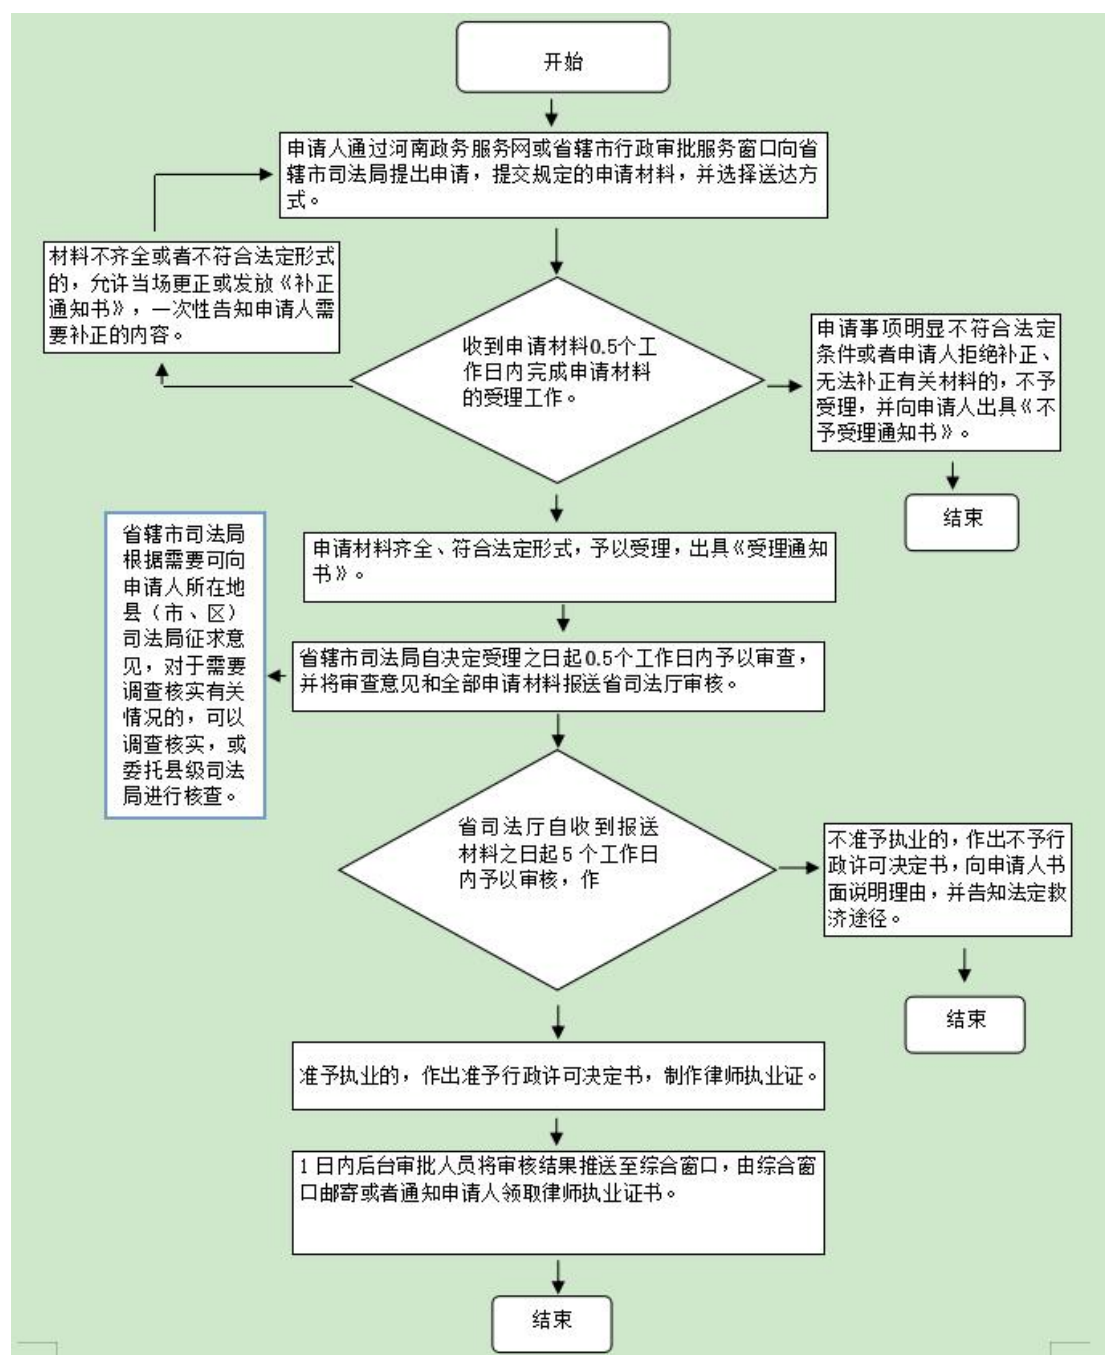 开始
申请人通过河南政务服务网或省辖市行政审批服务窗口向省
辖市司法局提出申请，提交规定的申请材料，并选择送达方
式。
材料不齐全或者不符合法定形式
的，允许当场更正或发放《补正
通知书》，一次性告知申请人需
要补正的内容。
收到申请材料0.5个工
作日内完成申请材料
的受理工作。
申请事项明显不符合法定
条件或者申请人拒绝补正、
无法补正有关材料的，不予
受理，并向申请人出具《不
予受理通知书》。
结束
申请材料齐全、符合法定形式，予以受理，出具《受理通知
书》。
省辖市司法局
根据需要可向
申请人所在地
县（市、区）
司法局征求意
见，对于需要
调查核实有关
情况的，可以
调查核实，或
委托县级司法
局进行核查。
省辖市司法局自决定受理之日起0.5个工作日内予以审查，
并将审查意见和全部申请材料报送省司法厅审核。
省司法厅自收到报送
材料之日起5个工作日
内予以审核，作
不准予执业的，作出不予行
政许可决定书，向申请人书
面说明理由，并告知法定救
济途径。
结束
准予执业的，作出准予行政许可决定书，制作律师执业证。
1日内后台审批人员将审核结果推送至综合窗口，由综合窗
口邮寄或者通知申请人领取律师执业证书。
结束